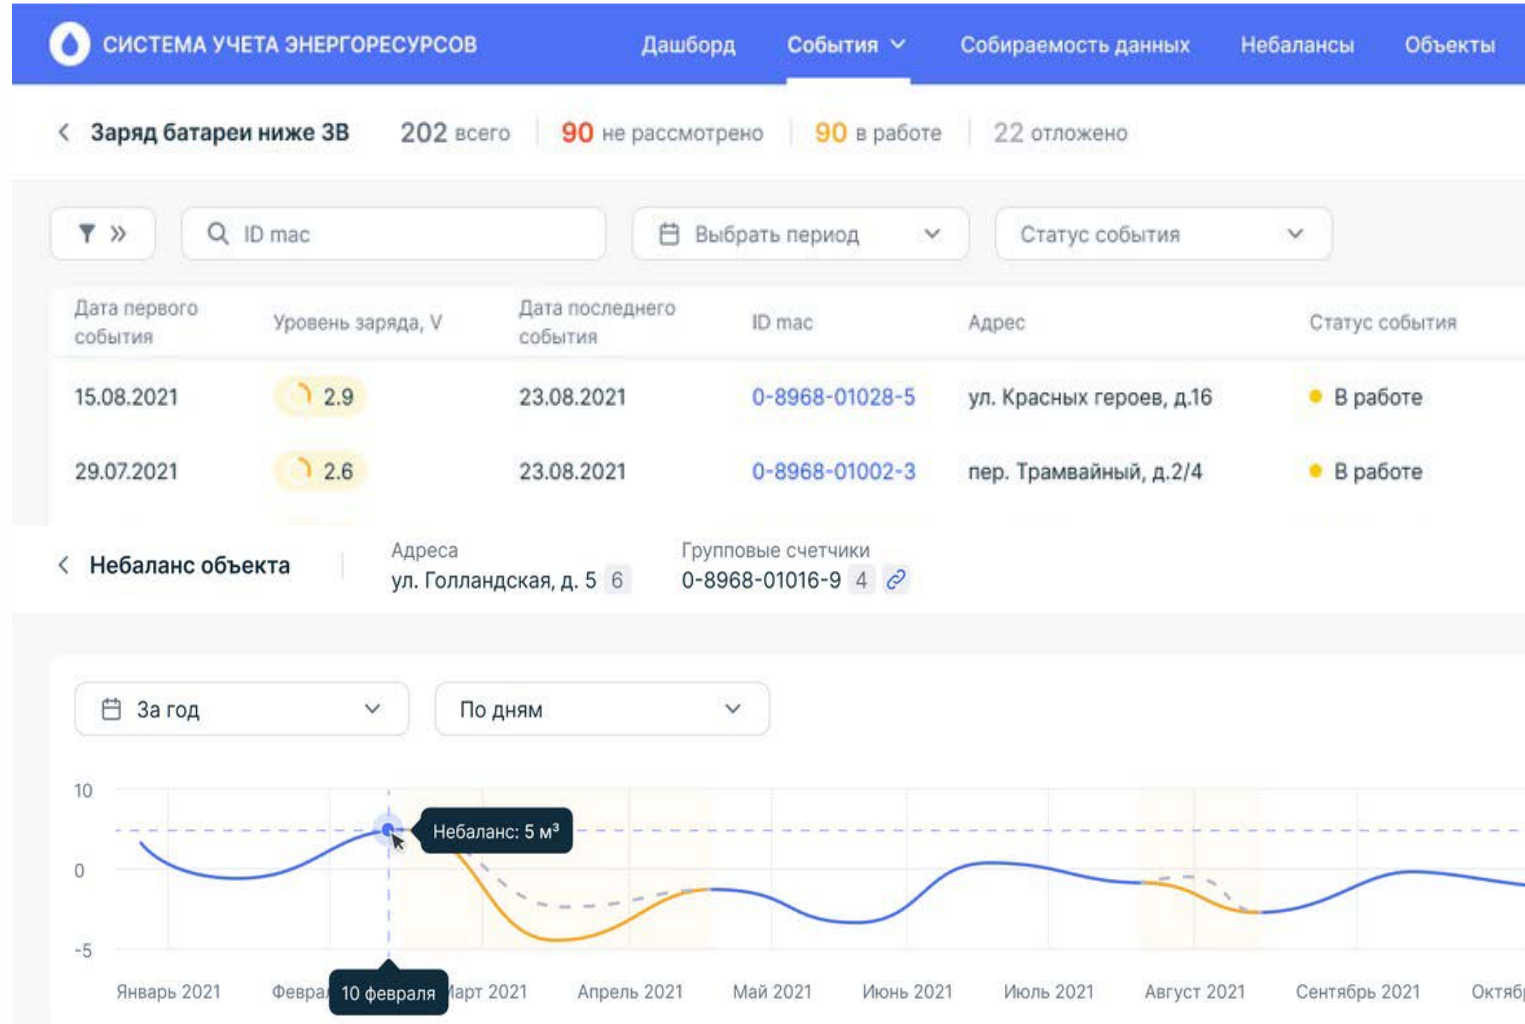 СИСТЕМА УЧЕТА ЭНЕРГОРЕСУРСОВ Дашборд События Собираемость данных Небалансы Объекты
Заряд батареи ниже 3В 202 всего 90 не рассмотрено 90 в работе 22 отложено
ID mac Выбрать период Статус события
Дата первого события Уровень заряда, V Дата последнего события ID mac Адрес Статус события
15.08.2021 2.9 23.08.2021 0-8968-01028-5 ул. Красных героев, д.16 В работе
29.07.2021 2.6 23.08.2021 0-8968-01002-3 пер. Трамвайный, д.2/4 В работе
Небаланс объекта
Адреса
ул. Голландская, д. 5 6
Групповые счетчики
0-8968-01016-9 4
За год По дням
10
Небаланс: 5 м³
0
-5
Январь 2021 Феврал 10 февраля Март 2021 Апрель 2021 Май 2021 Июнь 2021 Июль 2021 Август 2021 Сентябрь 2021 Октяб